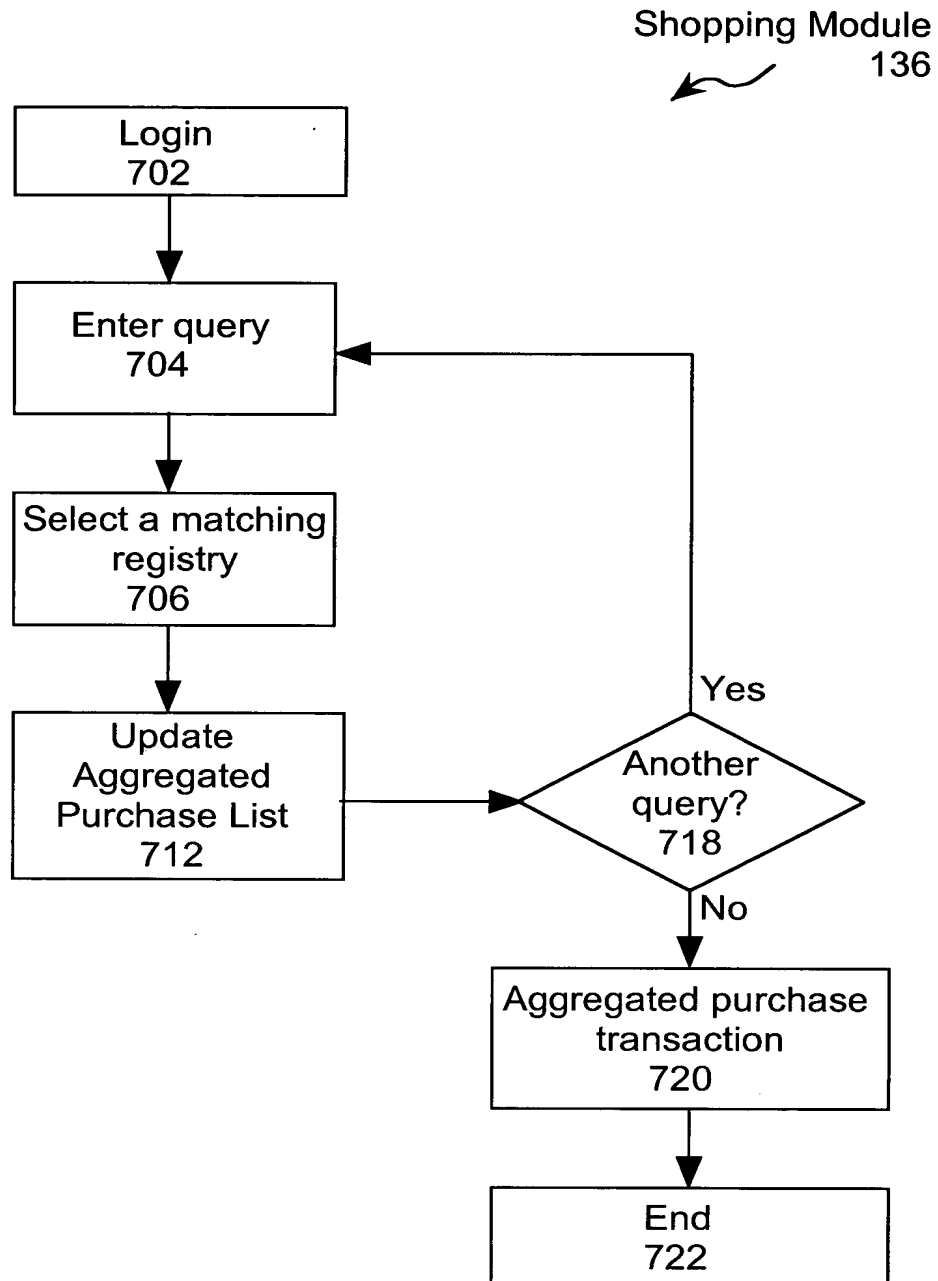 Shopping Module
136
Login
702
Enter query
704
Select a matching
registry
706
Update
Aggregated
Purchase List
712
Yes
Another
query?
718
No
Aggregated purchase
transaction
720
End
722